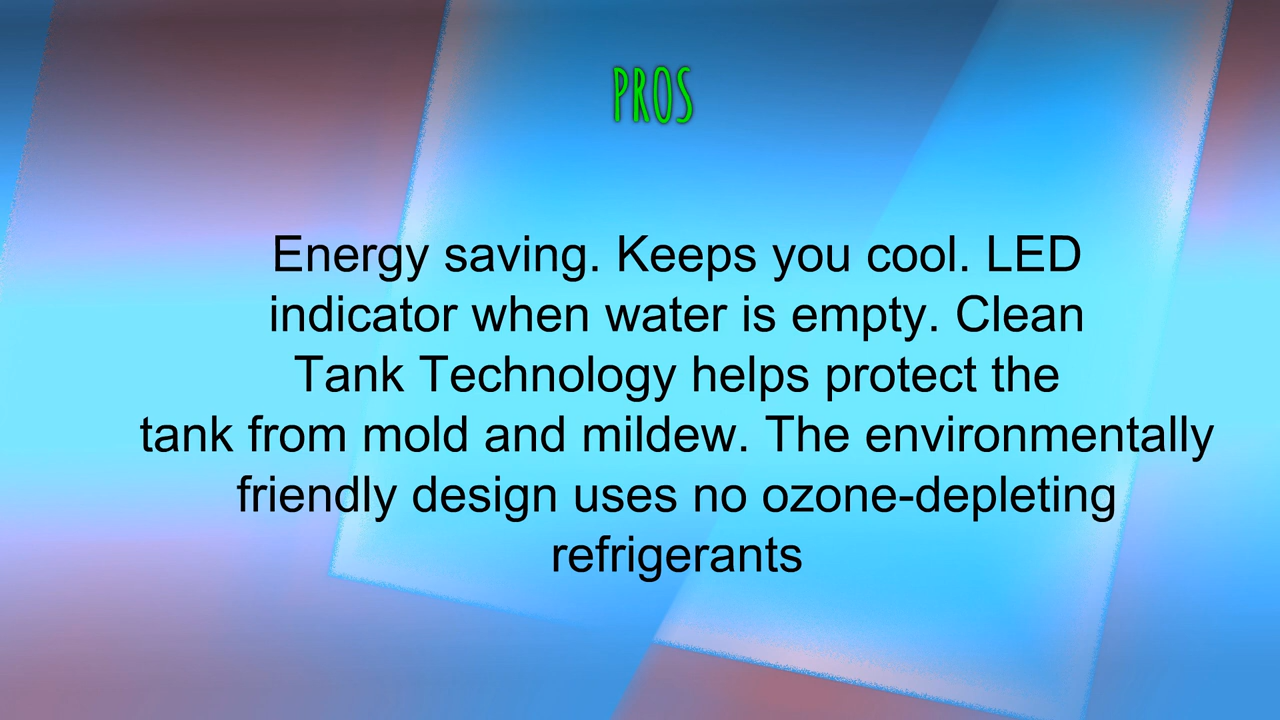 PROS
Energy saving. Keeps you cool. LED
indicator when water is empty. Clean
Tank Technology helps protect the
tank from mold and mildew. The environmentally
friendly design uses no ozone-depleting
refrigerants